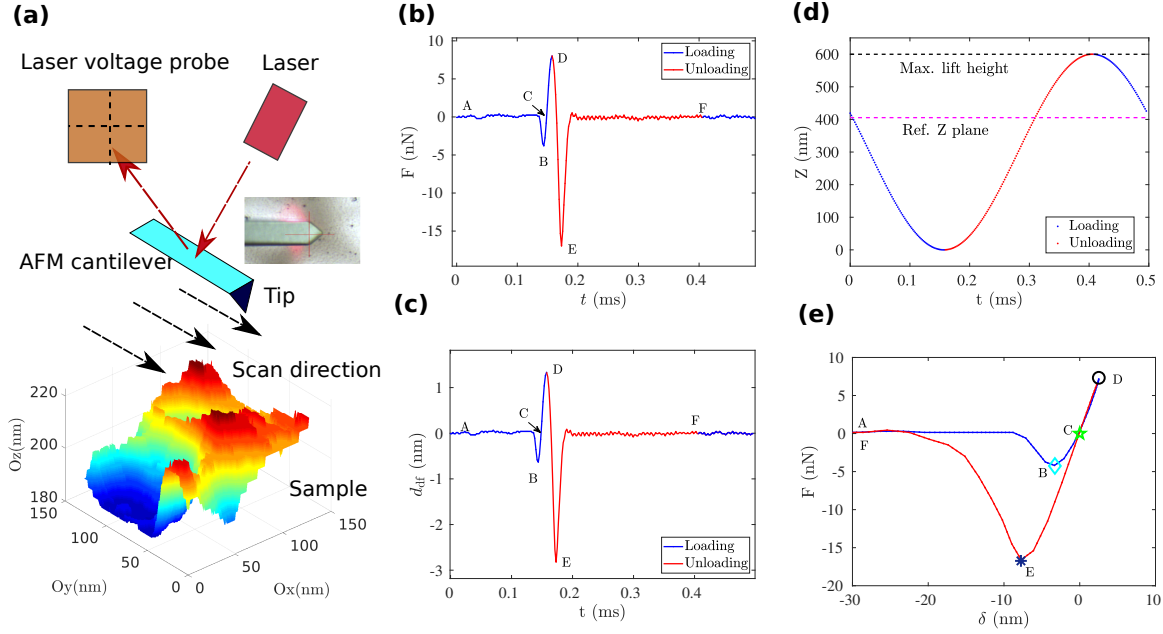 (a)
Laser voltage probe
Laser
AFM cantilever
Tip
Scan direction
Sample
Oz(nm)
220
200
180
150
100
50
0
Oy(nm)
0
50
100
150
Ox(nm)
(b)
F (nN)
10
5
0
-5
-10
-15
0
0.1
0.2
0.3
0.4
t (ms)
Loading
Unloading
A
B
C
D
E
F
(c)
d_df (nm)
1
0
-1
-2
-3
0
0.1
0.2
0.3
0.4
t (ms)
Loading
Unloading
A
B
C
D
E
F
(d)
Z (nm)
600
500
400
300
200
100
0
0
0.1
0.2
0.3
0.4
0.5
t (ms)
Max. lift height
Ref. Z plane
Loading
Unloading
(e)
F (nN)
10
5
0
-5
-10
-15
-20
-30
-20
-10
0
10
δ (nm)
A
F
B
C
D
E